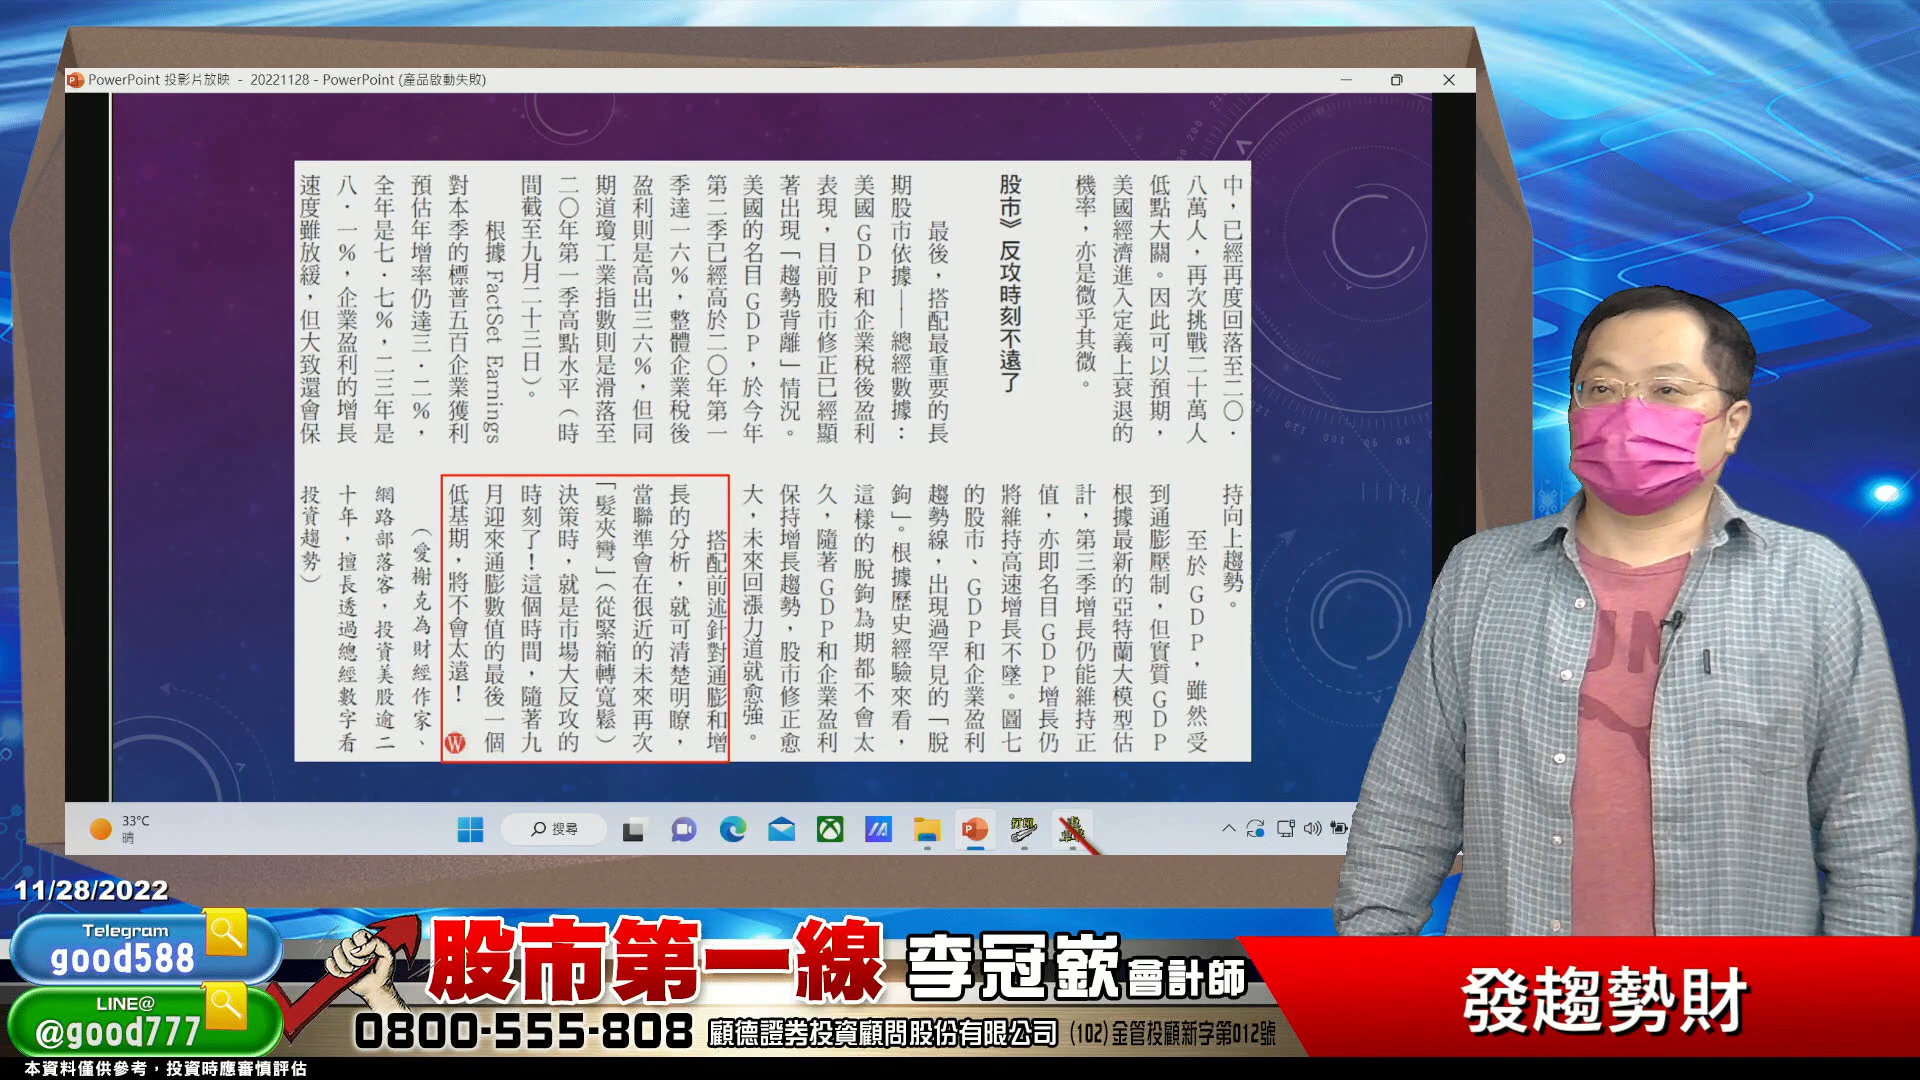 PowerPoint 投影片放映 - 20221128 - PowerPoint (產品啟動失敗)
中，已經再度回落至二〇．
八萬人，再次挑戰二十萬人
低點大關。因此可以預期，
美國經濟進入定義上衰退的
機率，亦是微乎其微。
股市》反攻時刻不遠了
最後，搭配最重要的長
期股市依據——總經數據：
美國GDP和企業稅後盈利
表現，目前股市修正已經顯
著出現「趨勢背離」情況。
美國的名目GDP，於今年
第二季已經高於二〇年第一
季達一六％，整體企業稅後
盈利則是高出三六％，但同
期道瓊工業指數則是滑落至
二〇年第一季高點水平（時
間截至九月二十三日）。
根據 FactSet Earnings
對本季的標普五百企業獲利
預估年增率仍達三．二％，
全年是七．七％，二三年是
八．一％，企業盈利的增長
速度雖放緩，但大致還會保
持向上趨勢。
至於GDP，雖然受
到通膨壓制，但實質GDP
根據最新的亞特蘭大模型估
計，第三季增長仍能維持正
值，亦即名目GDP增長仍
將維持高速增長不墜。圖七
的股市、GDP和企業盈利
趨勢線，出現過罕見的「脫
鉤」。根據歷史經驗來看，
這樣的脫鉤為期都不會太
久，隨著GDP和企業盈利
保持增長趨勢，股市修正愈
大，未來回漲力道就愈強。
搭配前述針對通膨和增
長的分析，就可清楚明瞭，
當聯準會在很近的未來再次
「髮夾彎」（從緊縮轉寬鬆）
決策時，就是市場大反攻的
時刻了！這個時間，隨著九
月迎來通膨數值的最後一個
低基期，將不會太遠！
W
（愛榭克為財經作家、
網路部落客，投資美股逾二
十年，擅長透過總經數字看
投資趨勢）
33°C
晴
搜尋
打印
11/28/2022
Telegram
good588
LINE@
@good777
股市第一線 李冠嶔 會計師
0800-555-808 顧德證券投資顧問股份有限公司 (102)金管投顧新字第012號
發趨勢財
本資料僅供參考，投資時應審慎評估